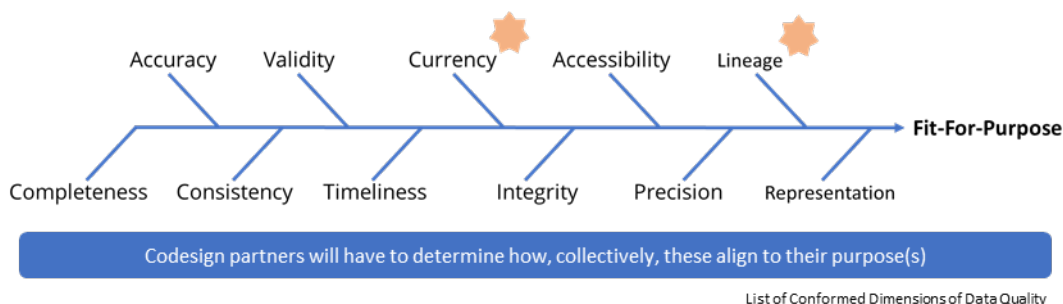 Accuracy Validity Currency Accessibility Lineage
Fit-For-Purpose
Completeness Consistency Timeliness Integrity Precision Representation
Codesign partners will have to determine how, collectively, these align to their purpose(s)
List of Conformed Dimensions of Data Quality